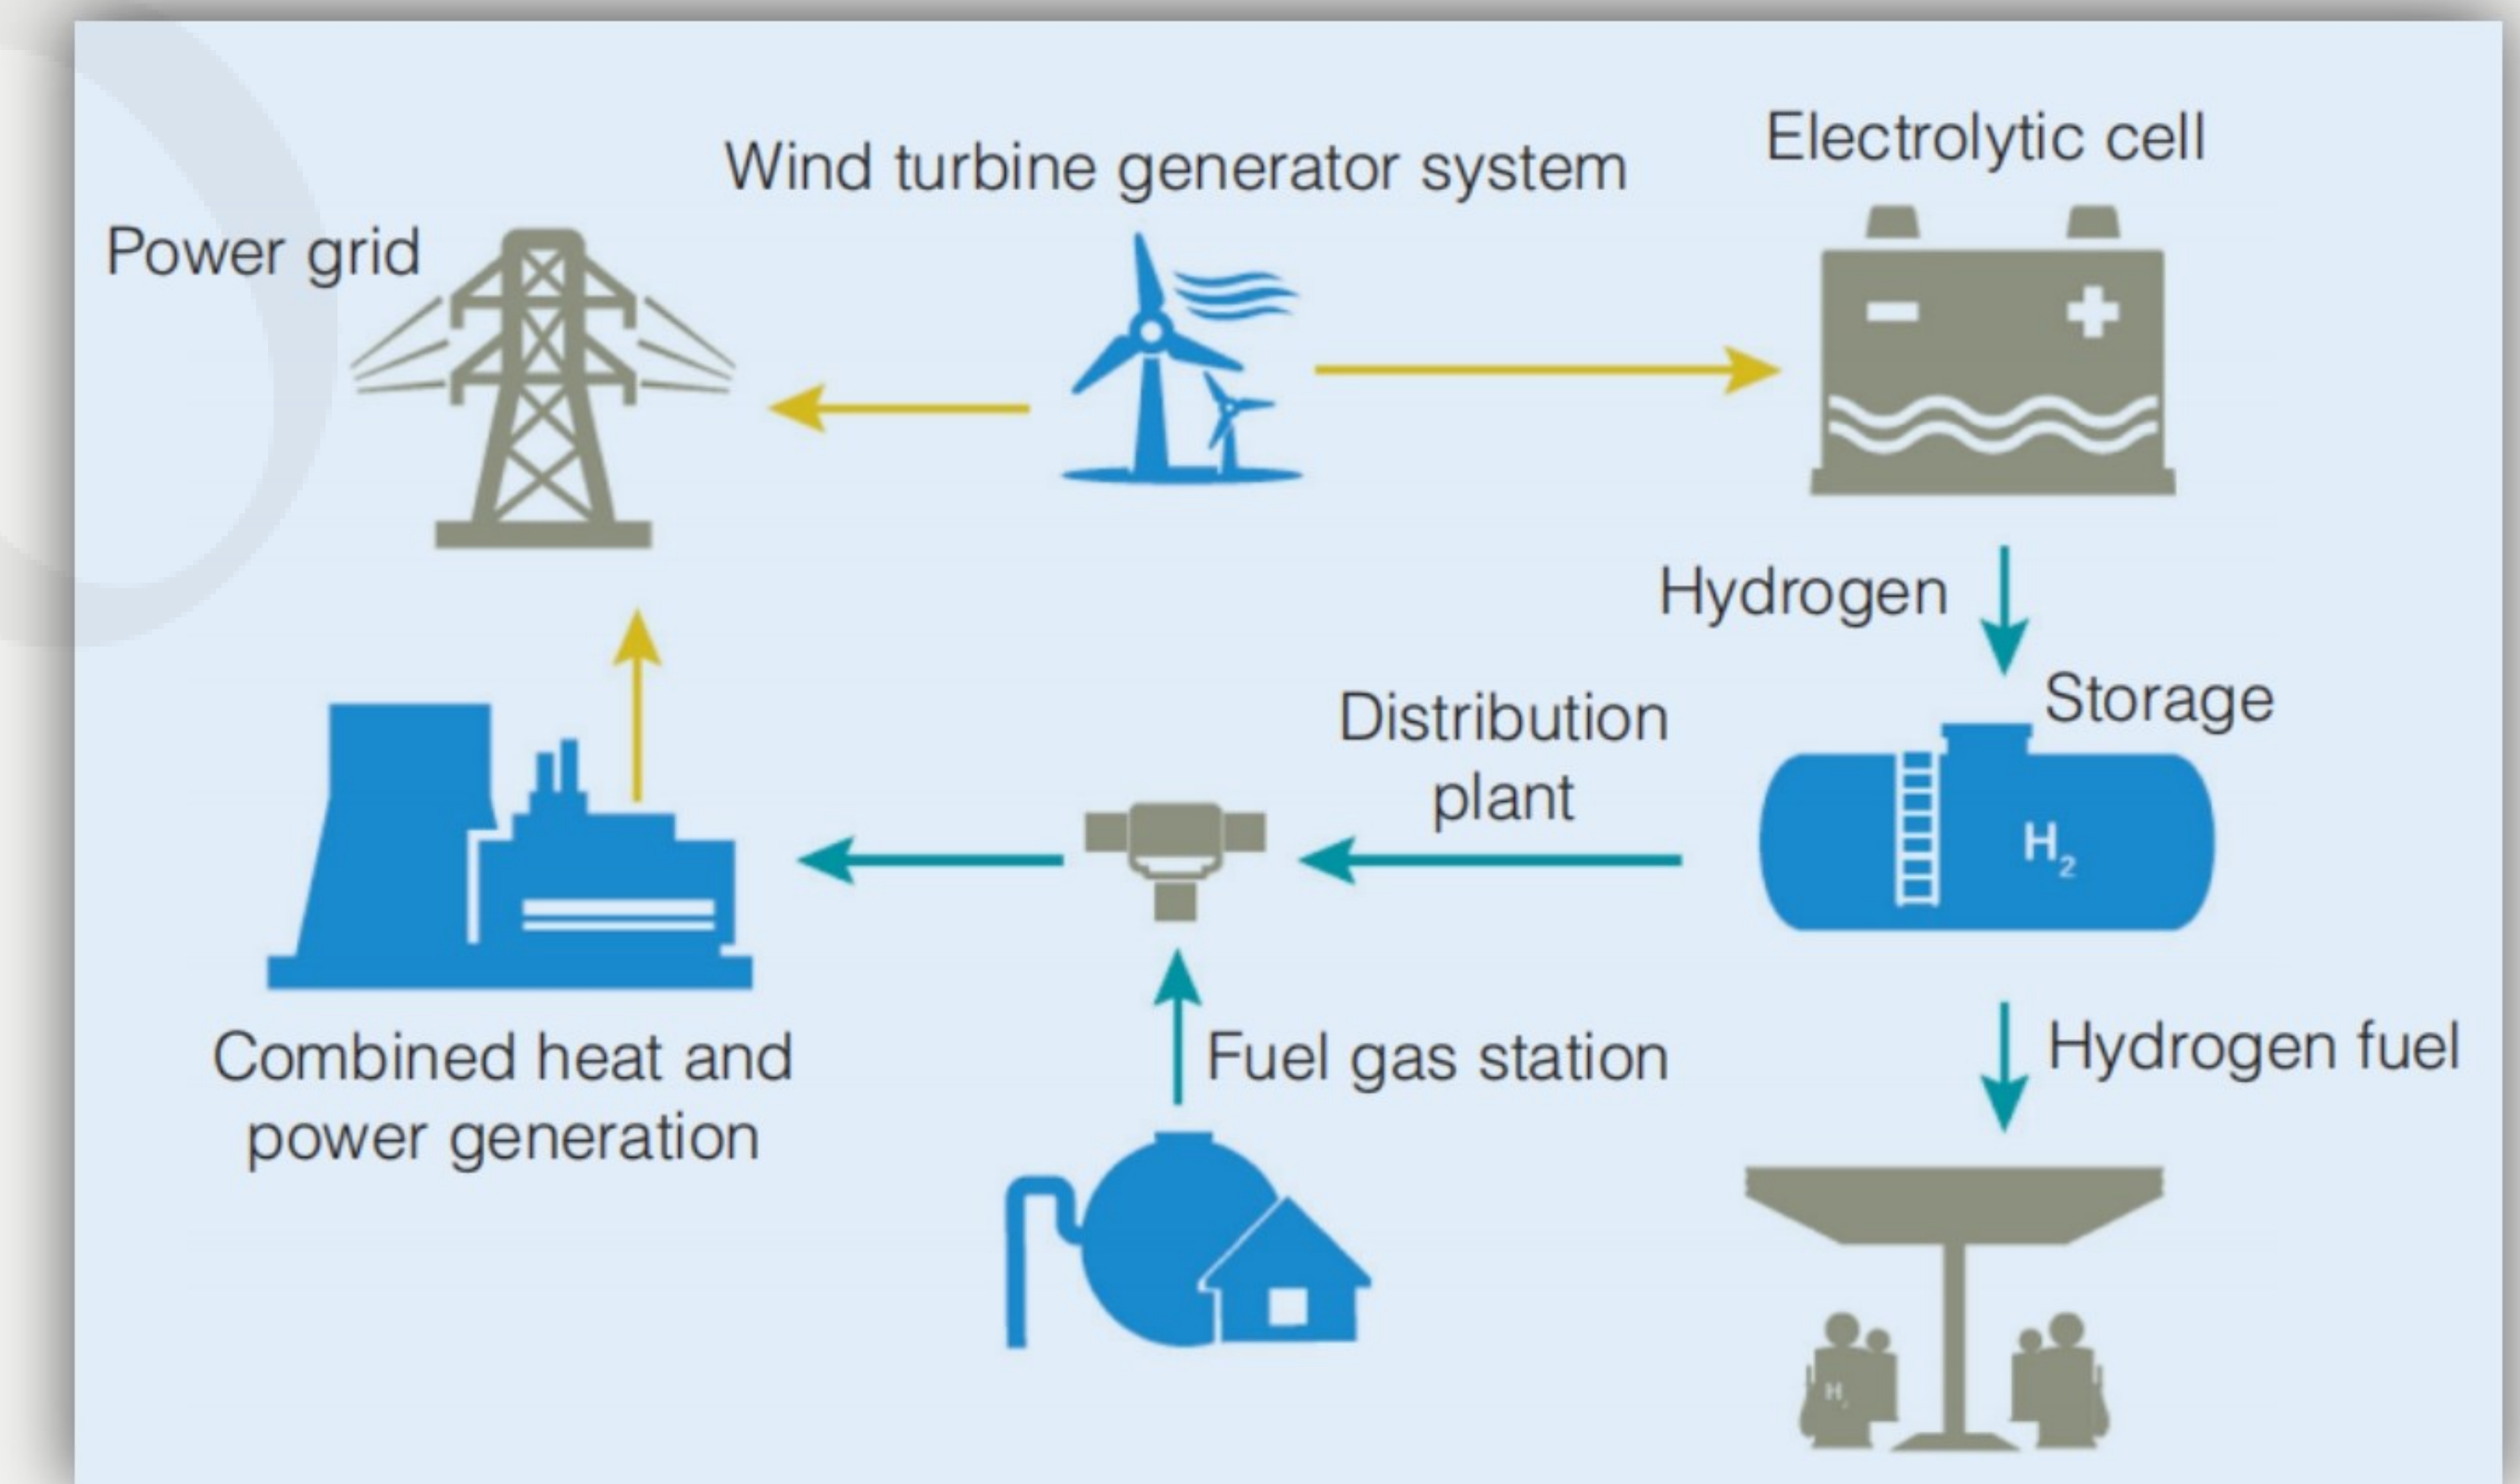 Wind turbine generator system
Electrolytic cell
Power grid
Hydrogen
Storage
Distribution
plant
H₂
Combined heat and
power generation
Fuel gas station
Hydrogen fuel
H₂